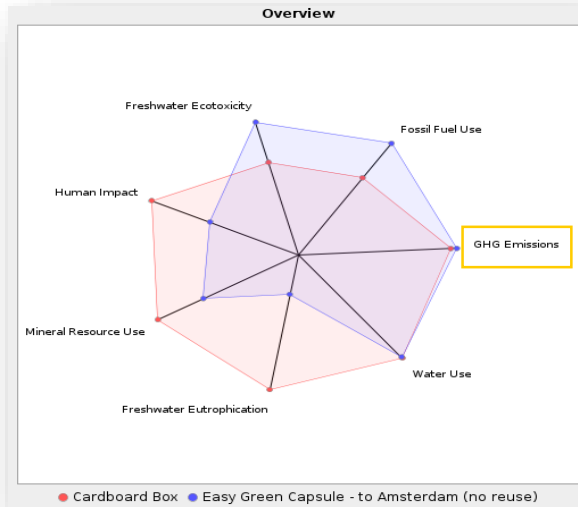 Overview
Freshwater Ecotoxicity
Fossil Fuel Use
Human Impact
GHG Emissions
Mineral Resource Use
Water Use
Freshwater Eutrophication
Cardboard Box Easy Green Capsule - to Amsterdam (no reuse)